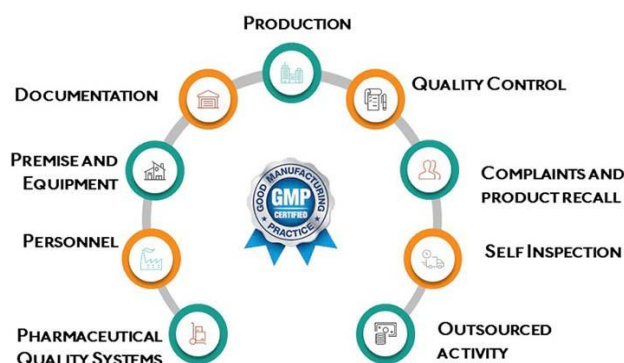 PRODUCTION
DOCUMENTATION
QUALITY CONTROL
PREMISE AND
EQUIPMENT
GOOD MANUFACTURING
GMP
CERTIFIED
PRACTICE
COMPLAINTS AND
PRODUCT RECALL
PERSONNEL
SELF INSPECTION
PHARMACEUTICAL
QUALITY SYSTEMS
OUTSOURCED
ACTIVITY